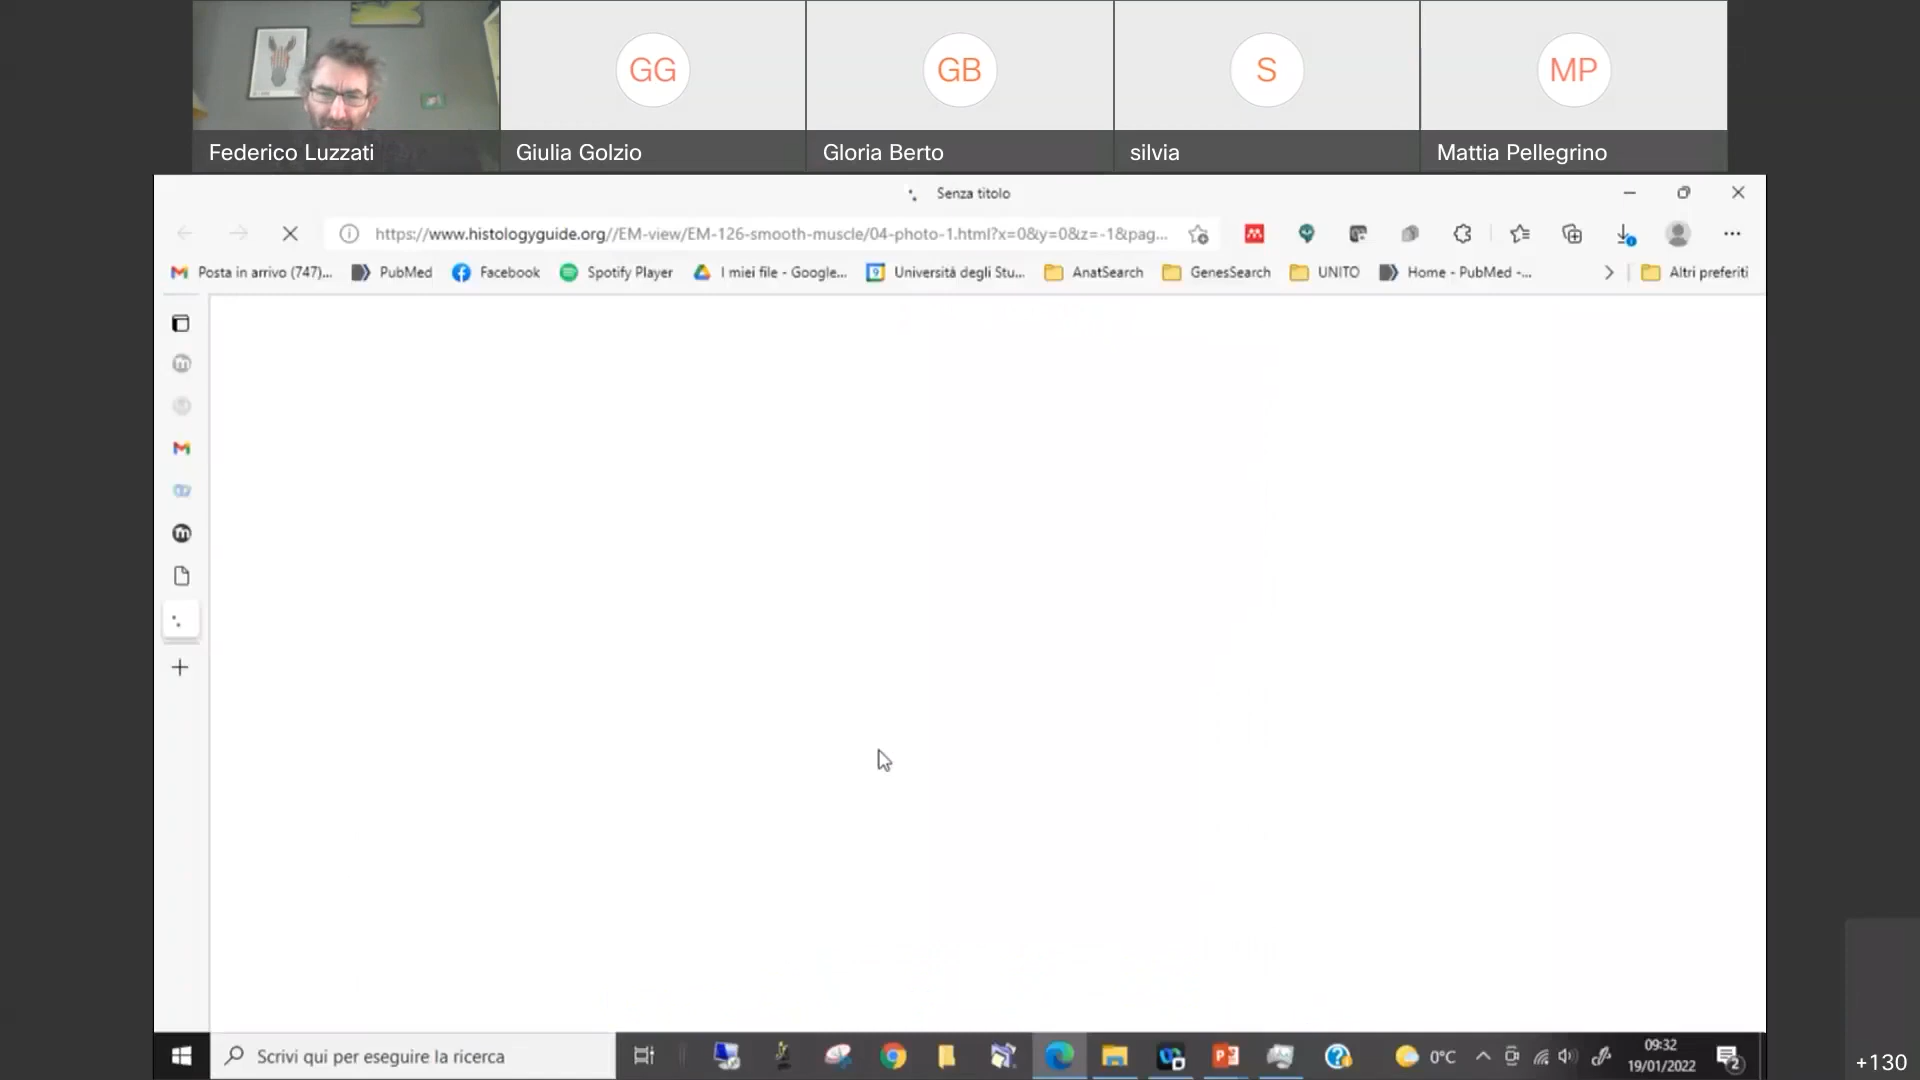 GG
GB
S
MP
Federico Luzzati
Giulia Golzio
Gloria Berto
silvia
Mattia Pellegrino
Senza titolo
https://www.histologyguide.org//EM-view/EM-126-smooth-muscle/04-photo-1.html?x=0&y=0&z=-1&pag...
Posta in arrivo (747)... PubMed Facebook Spotify Player I miei file - Google... Università degli Stu... AnatSearch GenesSearch UNITO Home - PubMed -... Altri preferiti
Scrivi qui per eseguire la ricerca
0°C
09:32
19/01/2022
2
+130